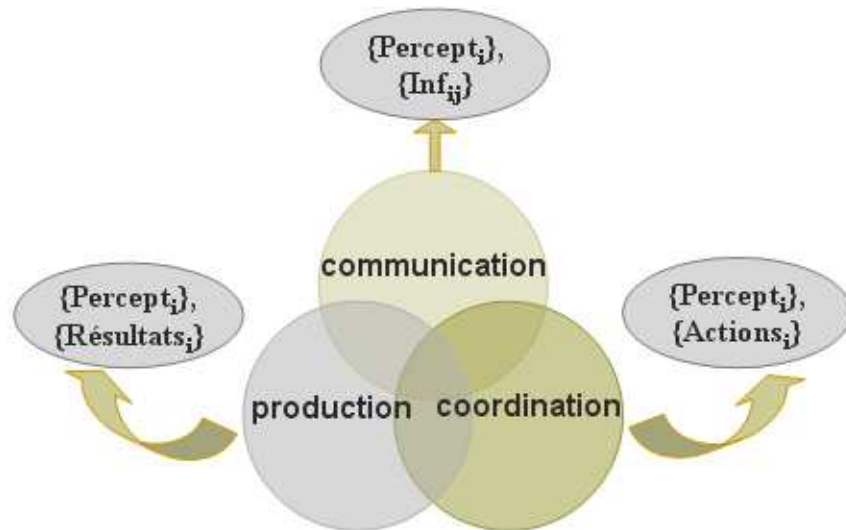 {Percept_i},
{Inf_ij}
communication
{Percept_i},
{Résultats_i}
{Percept_i},
{Actions_i}
production
coordination